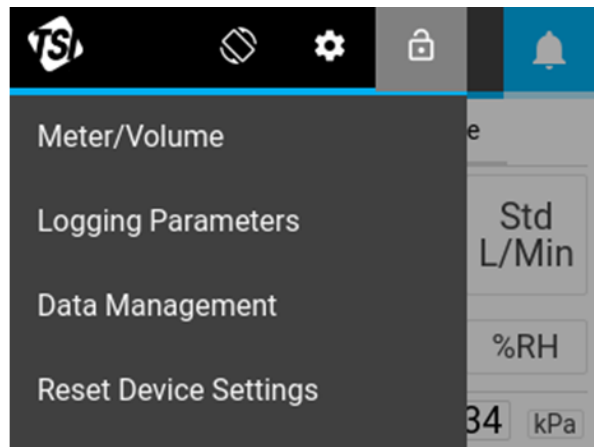 TSI
Meter/Volume
e
Logging Parameters
Std
L/Min
Data Management
%RH
Reset Device Settings
34
kPa